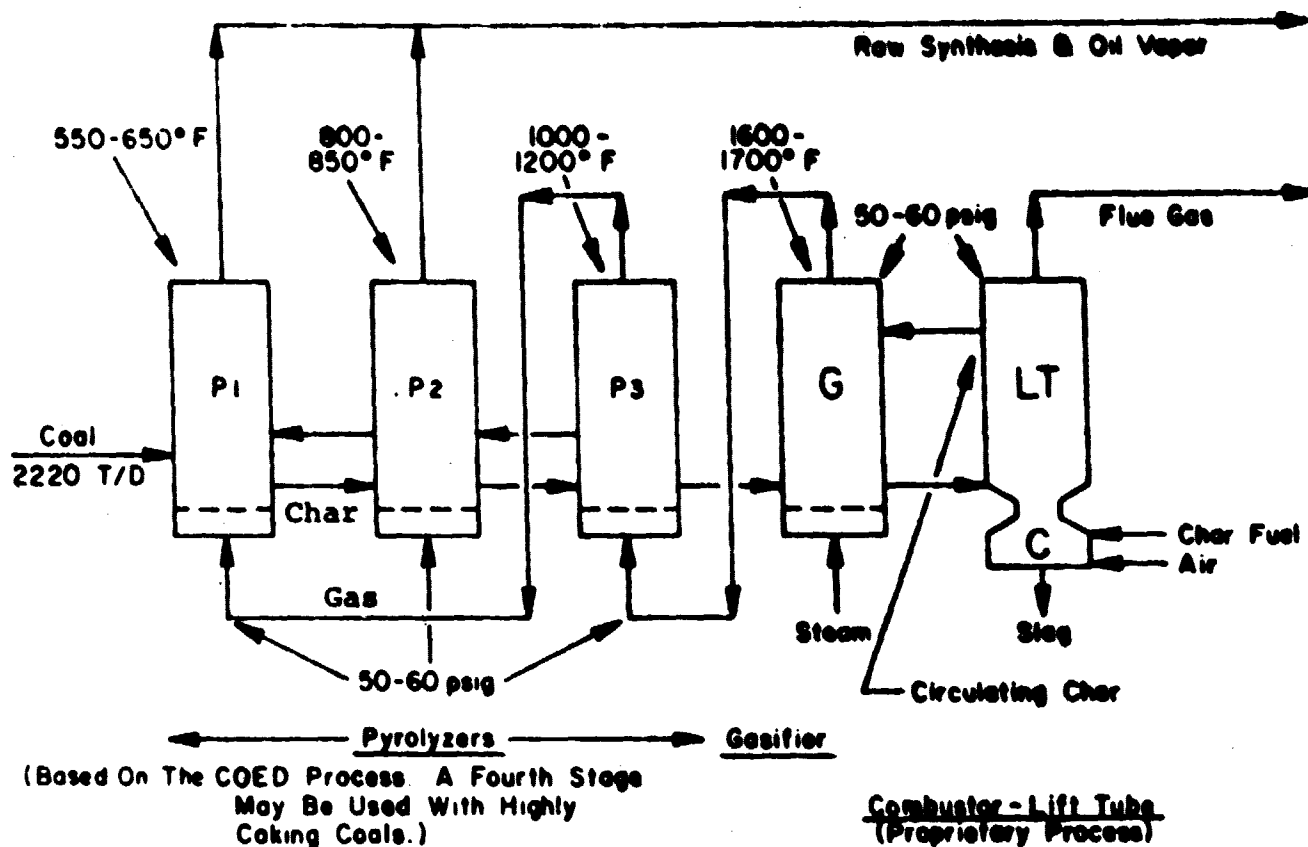 Raw Synthesis & Oil Vapor
550-650° F
800-
850° F
1000-
1200° F
1600-
1700° F
50-60 psig
Flue Gas
P1
P2
P3
G
LT
Coal
2220 T/D
Char
C
Char Fuel
Air
Gas
Steam
Slag
50-60 psig
Circulating Char
Pyrolyzers
Gasifier
(Based On The COED Process. A Fourth Stage
May Be Used With Highly
Caking Coals.)
Combustor - Lift Tube
(Proprietary Process)